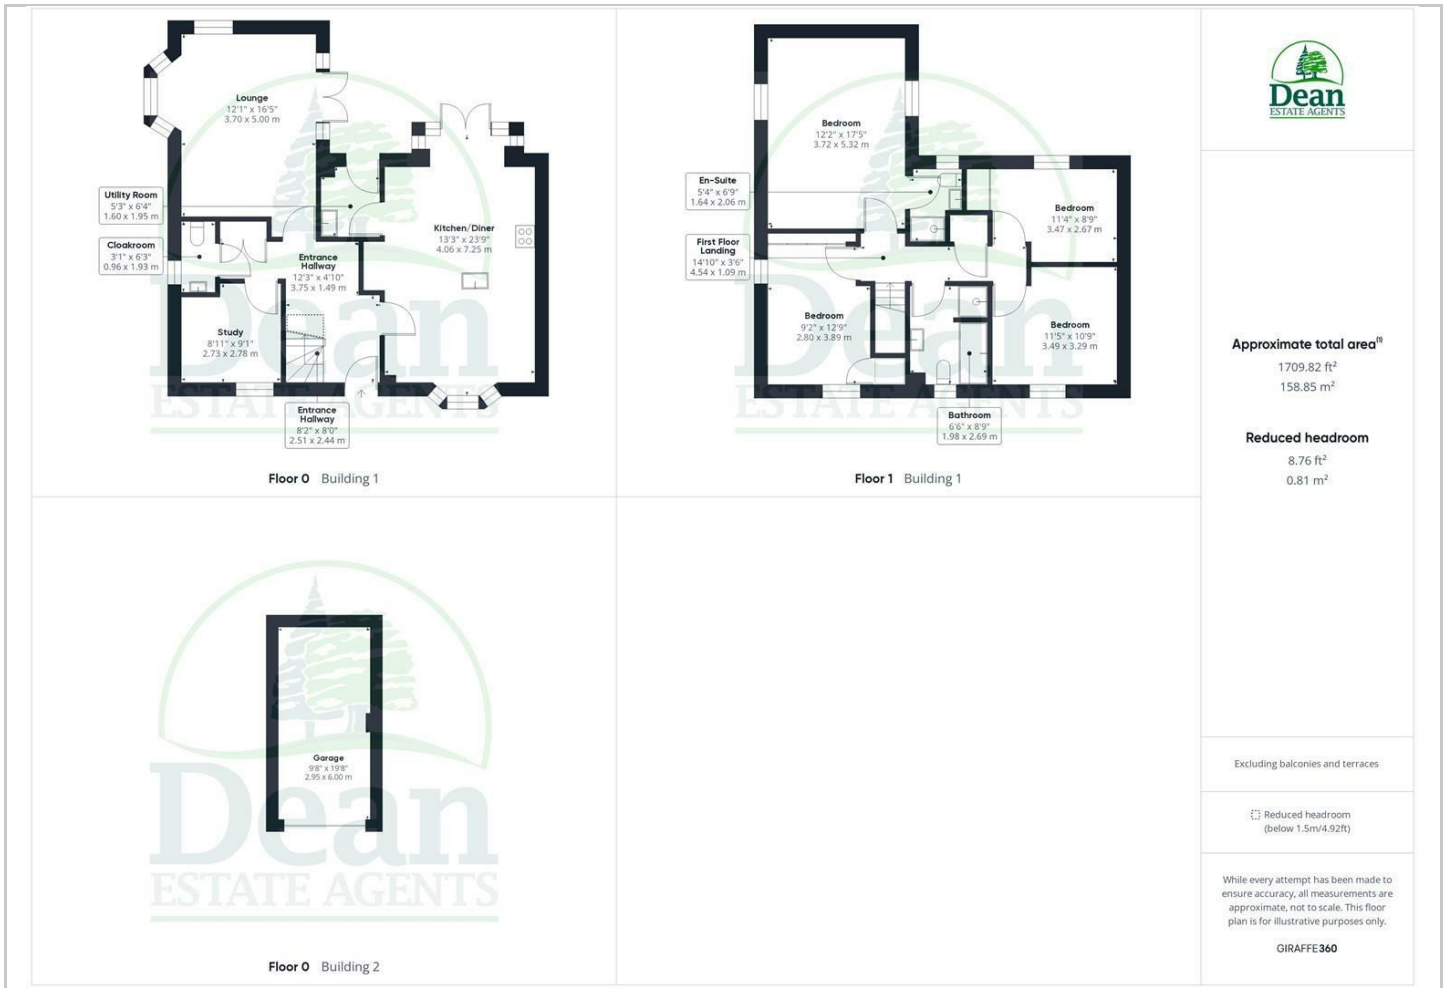 Lounge
12'1" x 16'5"
3.70 x 5.00 m
Utility Room
5'3" x 6'4"
1.60 x 1.95 m
Cloakroom
3'1" x 6'3"
0.96 x 1.93 m
Kitchen/Diner
13'3" x 23'9"
4.06 x 7.25 m
Entrance
Hallway
12'3" x 4'10"
3.75 x 1.49 m
Study
8'11" x 9'1"
2.73 x 2.78 m
Entrance
Hallway
8'2" x 8'0"
2.51 x 2.44 m
Dean
ESTATE AGENTS
Floor 0 Building 1
Bedroom
12'2" x 17'5"
3.72 x 5.32 m
En-Suite
5'4" x 6'9"
1.64 x 2.06 m
Bedroom
11'4" x 8'9"
3.47 x 2.67 m
First Floor
Landing
14'10" x 3'6"
4.54 x 1.09 m
Bedroom
9'2" x 12'9"
2.80 x 3.89 m
Bedroom
11'5" x 10'9"
3.49 x 3.29 m
Bathroom
6'6" x 8'9"
1.98 x 2.69 m
Dean
ESTATE AGENTS
Floor 1 Building 1
Garage
9'8" x 19'8"
2.95 x 6.00 m
Dean
ESTATE AGENTS
Floor 0 Building 2
Dean
ESTATE AGENTS
Approximate total area(1)
1709.82 ft²
158.85 m²
Reduced headroom
8.76 ft²
0.81 m²
Excluding balconies and terraces
Reduced headroom
(below 1.5m/4.92ft)
While every attempt has been made to
ensure accuracy, all measurements are
approximate, not to scale. This floor
plan is for illustrative purposes only.
GIRAFFE360